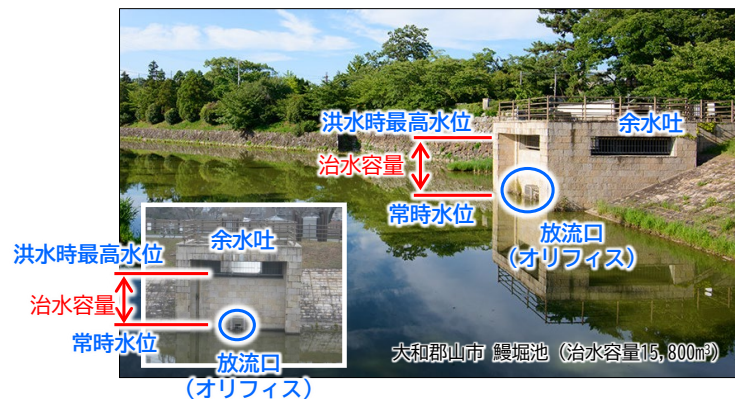 洪水時最高水位
余水吐
治水容量
常時水位
放流口
（オリフィス）
余水吐
洪水時最高水位
治水容量
常時水位
放流口
（オリフィス）
大和郡山市 鰻堀池（治水容量15,800m³）